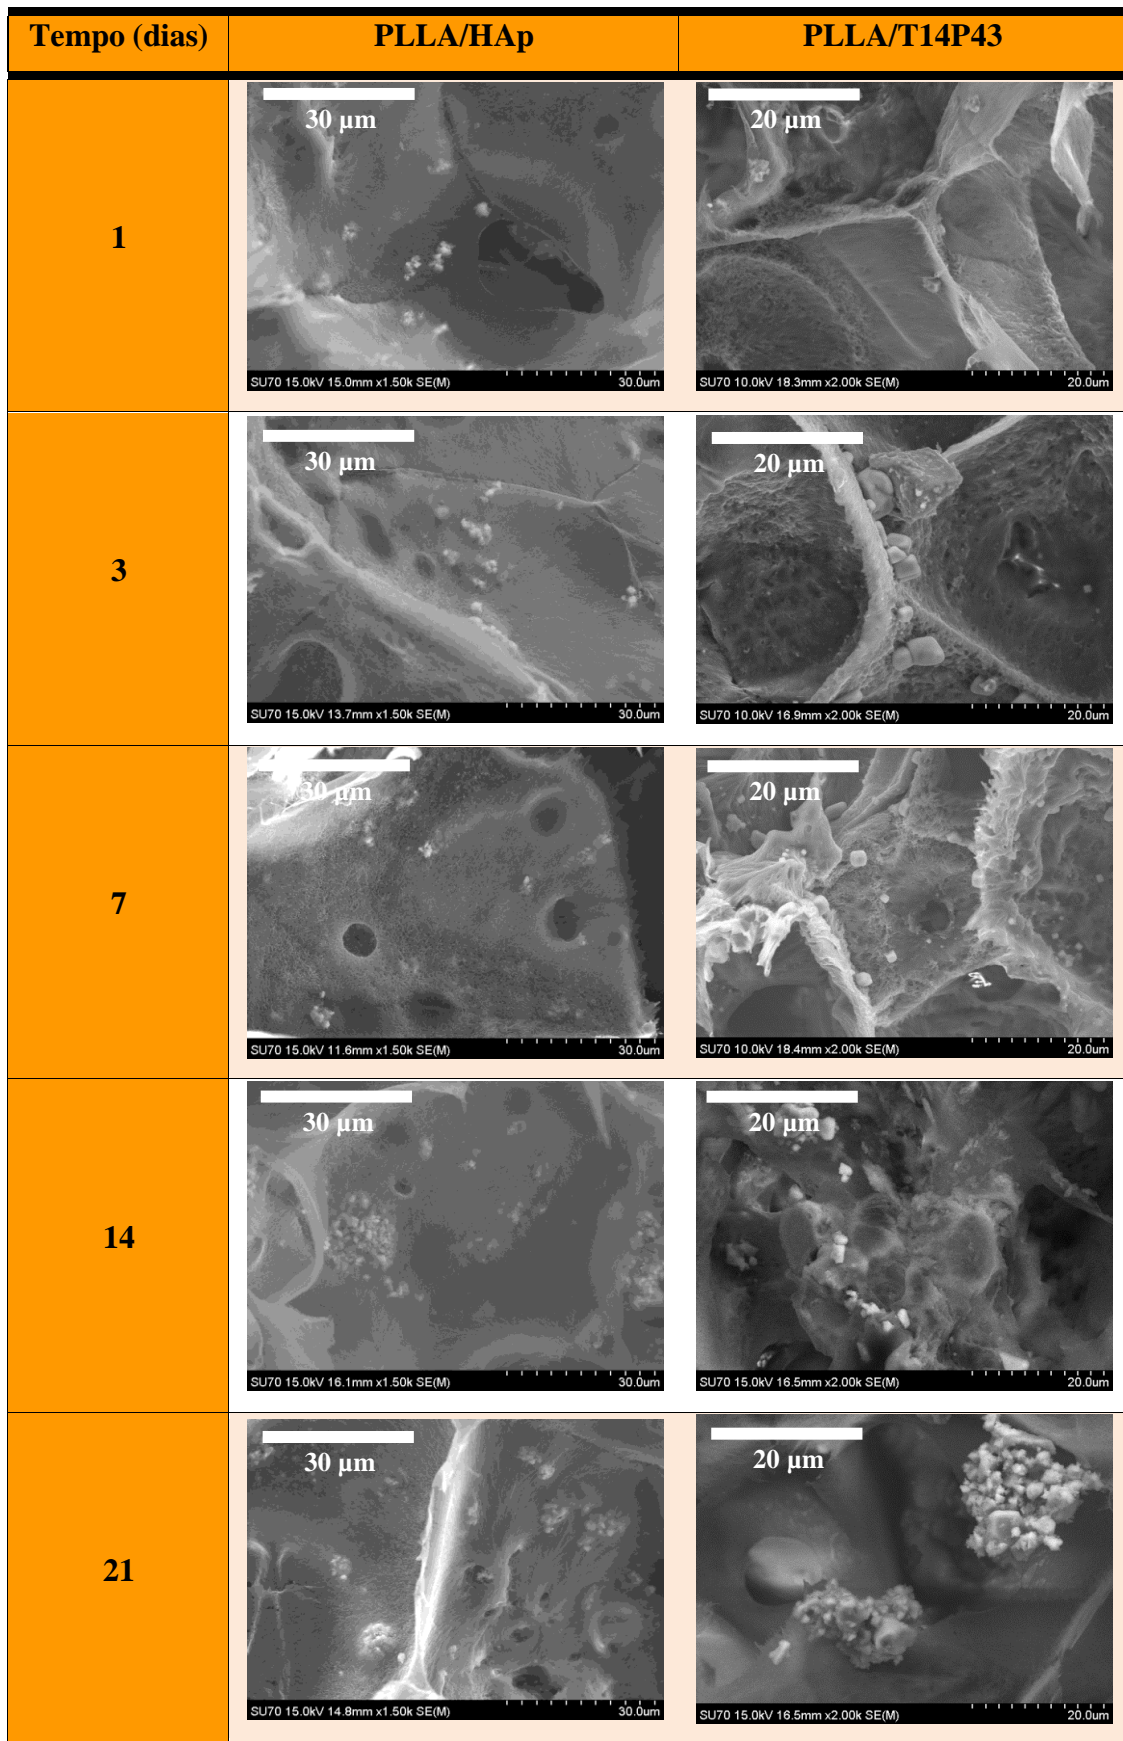 Tempo (dias) PLLA/HAp PLLA/T14P43
1
30 µm
SU70 15.0kV 15.0mm x1.50k SE(M) 30.0um
20 µm
SU70 10.0kV 18.3mm x2.00k SE(M) 20.0um
3
30 µm
SU70 15.0kV 13.7mm x1.50k SE(M) 30.0um
20 µm
SU70 10.0kV 16.9mm x2.00k SE(M) 20.0um
7
30 µm
SU70 15.0kV 11.6mm x1.50k SE(M) 30.0um
20 µm
SU70 10.0kV 18.4mm x2.00k SE(M) 20.0um
14
30 µm
SU70 15.0kV 16.1mm x1.50k SE(M) 30.0um
20 µm
SU70 15.0kV 16.5mm x2.00k SE(M) 20.0um
21
30 µm
SU70 15.0kV 14.8mm x1.50k SE(M) 30.0um
20 µm
SU70 15.0kV 16.5mm x2.00k SE(M) 20.0um